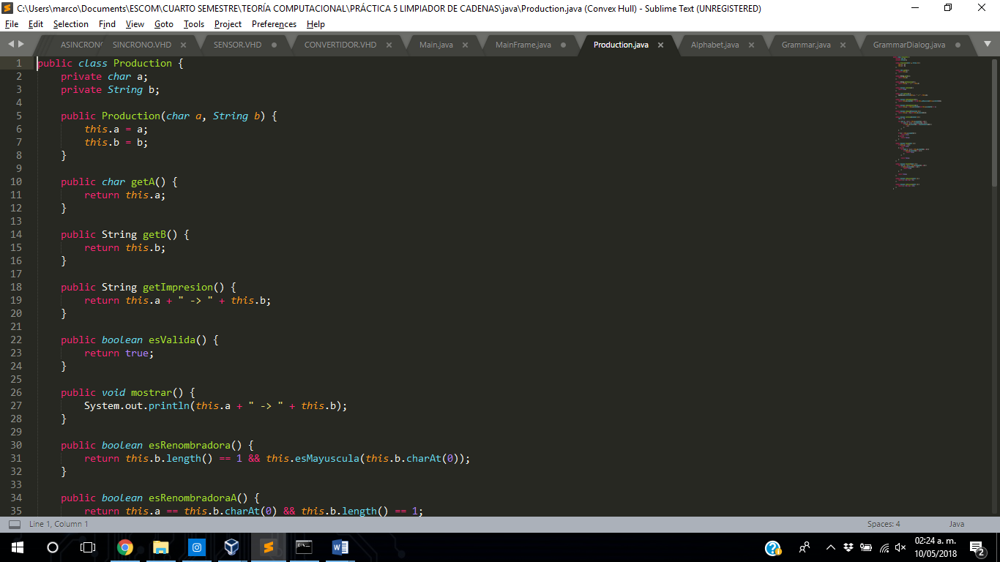 C:\Users\marco\Documents\ESCOM\CUARTO SEMESTRE\TEORÍA COMPUTACIONAL\PRÁCTICA 5 LIMPIADOR DE CADENAS\java\Production.java (Convex Hull) - Sublime Text (UNREGISTERED)
File Edit Selection Find View Goto Tools Project Preferences Help
ASINCRONO SINCRONO.VHD SENSOR.VHD CONVERTIDOR.VHD Main.java MainFrame.java Production.java Alphabet.java Grammar.java GrammarDialog.java
1 public class Production {
2     private char a;
3     private String b;
4
5     public Production(char a, String b) {
6         this.a = a;
7         this.b = b;
8     }
9
10     public char getA() {
11         return this.a;
12     }
13
14     public String getB() {
15         return this.b;
16     }
17
18     public String getImpresion() {
19         return this.a + " -> " + this.b;
20     }
21
22     public boolean esValida() {
23         return true;
24     }
25
26     public void mostrar() {
27         System.out.println(this.a + " -> " + this.b);
28     }
29
30     public boolean esRenombradora() {
31         return this.b.length() == 1 && this.esMayuscula(this.b.charAt(0));
32     }
33
34     public boolean esRenombradoraA() {
35         return this.a == this.b.charAt(0) && this.b.length() == 1;
Line 1, Column 1 Spaces: 4 Java
02:24 a. m.
10/05/2018
2